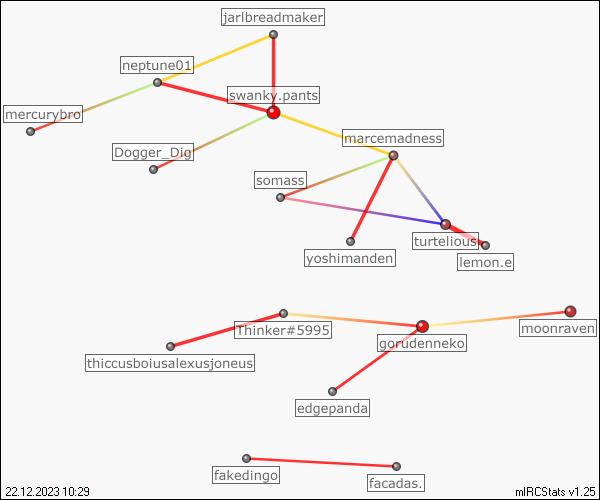 jarlbreadmaker
neptune01
swanky.pants
mercurybro
marcemadness
Dogger_Dig
somass
turtelious
yoshimanden
lemon.e
Thinker#5995
moonraven
gorudenneko
thiccusboiusalexusjoneus
edgepanda
fakedingo
facadas.
22.12.2023 10:29
mIRCStats v1.25